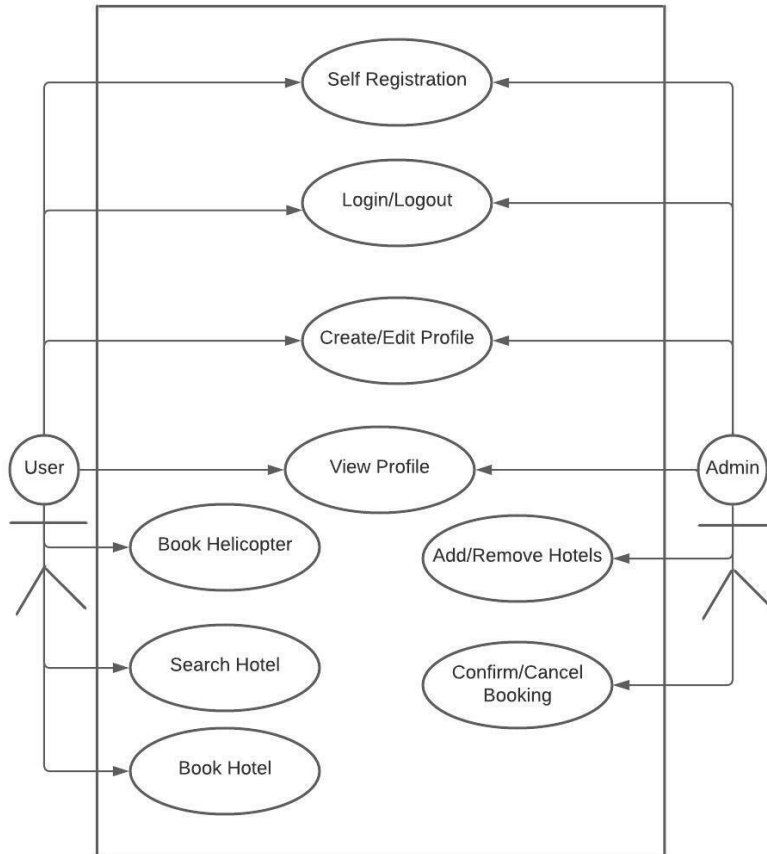 Self Registration
Login/Logout
Create/Edit Profile
User
View Profile
Admin
Book Helicopter
Add/Remove Hotels
Search Hotel
Confirm/Cancel
Booking
Book Hotel